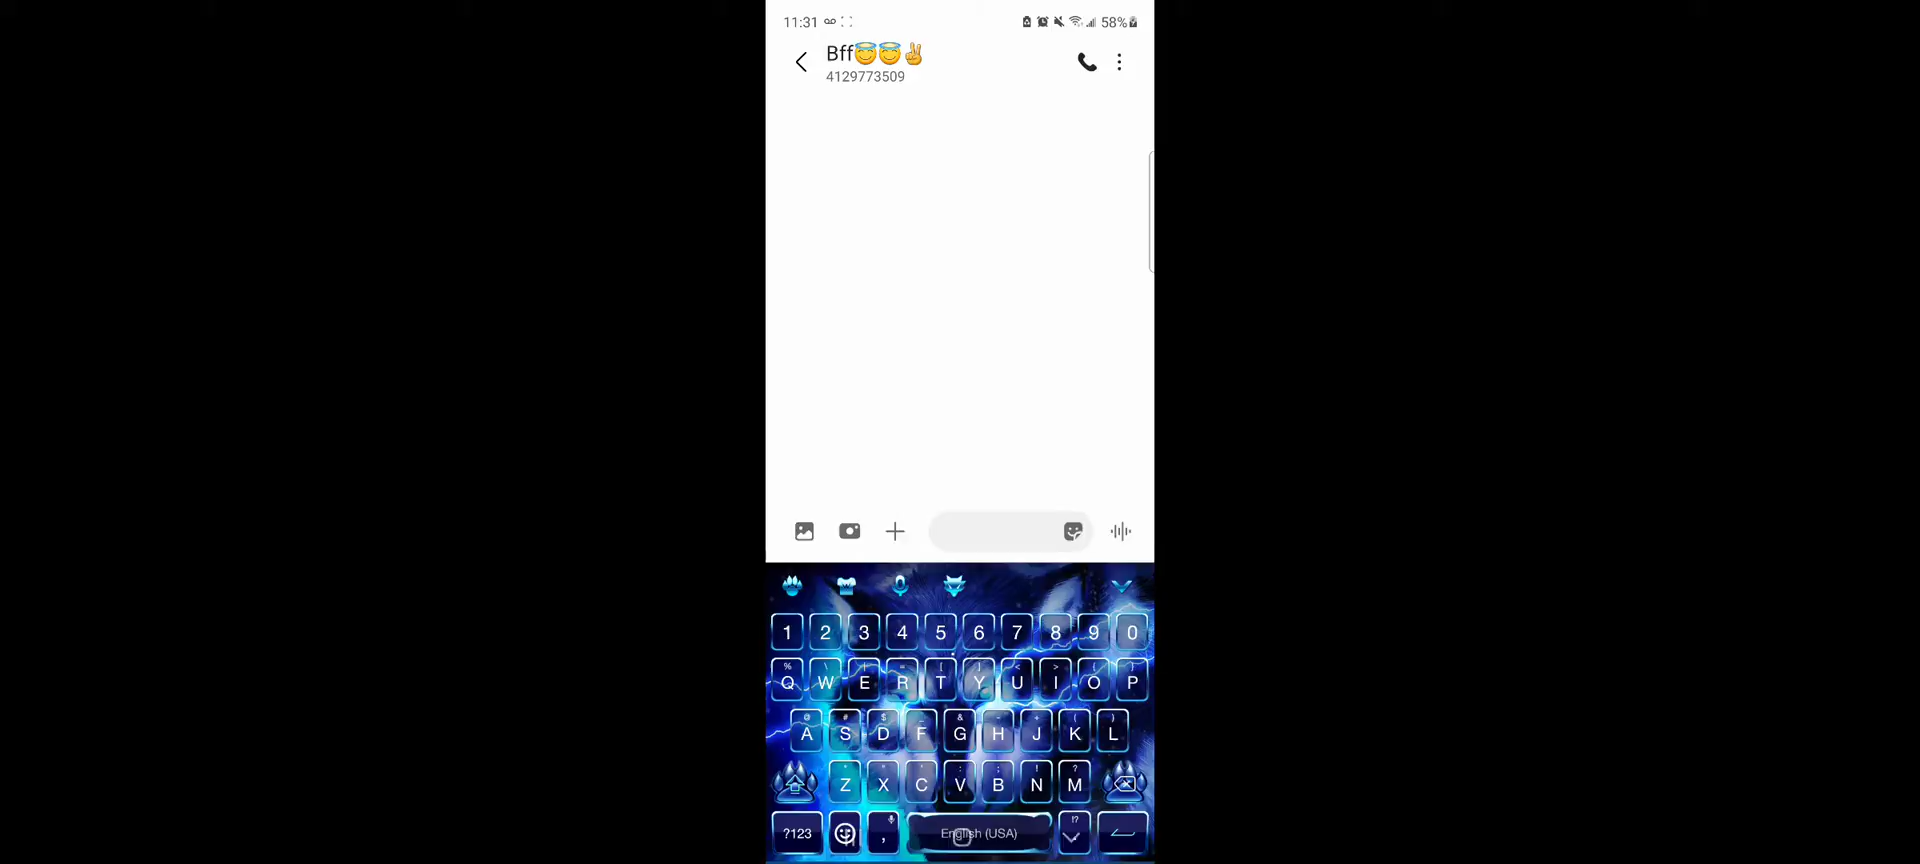 11:31 58%
Bff😇😇✌
4129773509
1 2 3 4 5 6 7 8 9 0
% \ | = [ ] < > { }
Q W E R T Y U I O P
@ # $ _ & - + ( )
A S D F G H J K L
* " ' : ; ! ?
Z X C V B N M
?123 , English (USA) !?